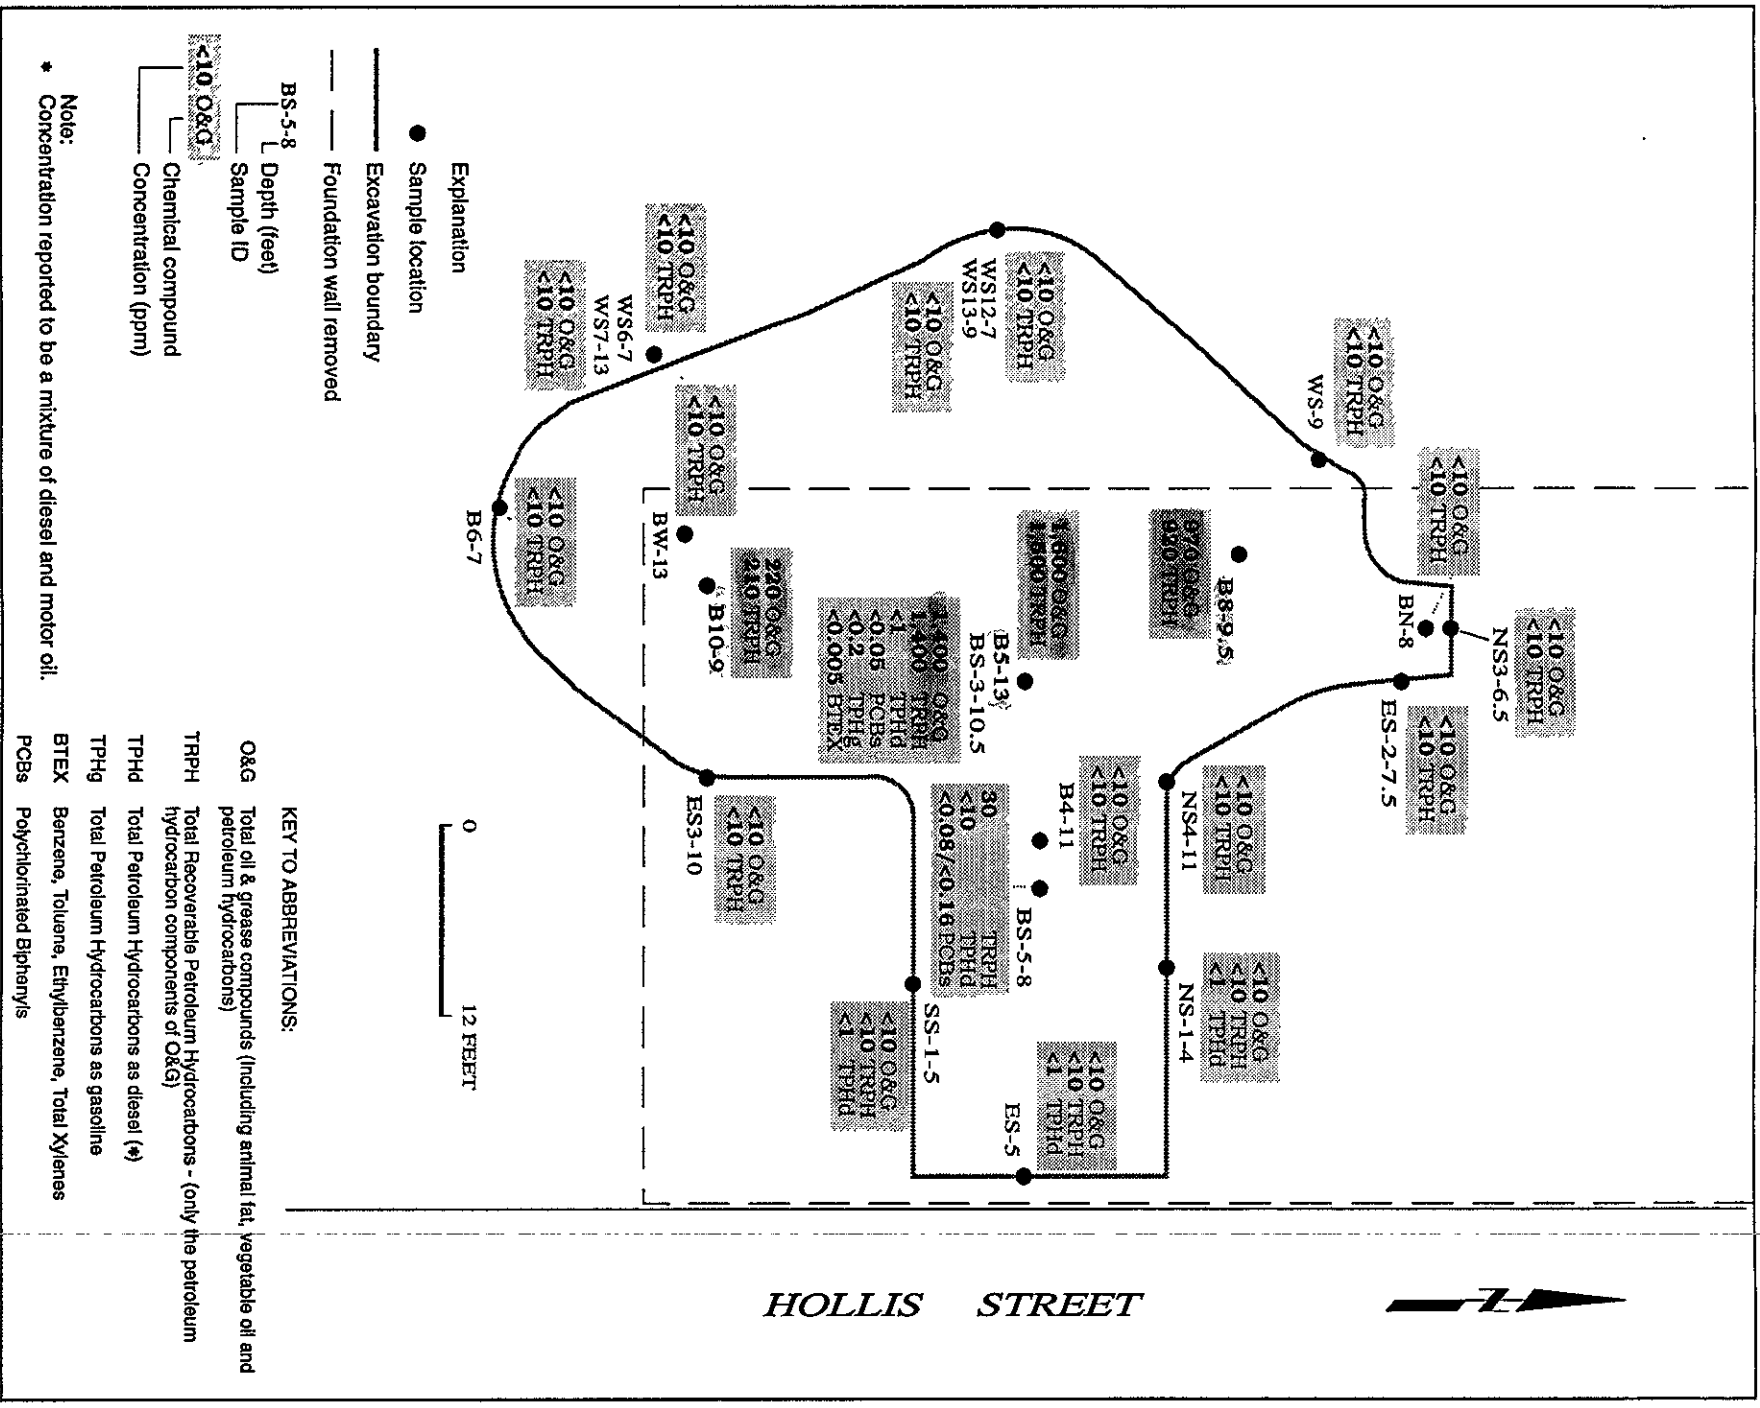 HOLLIS STREET
N
<10 O&G
<10 TRPH
WS-9
<10 O&G
<10 TRPH
BN-8
<10 O&G
<10 TRPH
NS3-6.5
<10 O&G
<10 TRPH
ES-2-7.5
B8-9.5
970 O&G
920 TRPH
<10 O&G
<10 TRPH
NS4-11
<10 O&G
<10 TRPH
<1 TPHd
NS-1-4
<10 O&G
<10 TRPH
WS12-7
WS13-9
<10 O&G
<10 TRPH
1,600 O&G
1,500 TRPH
B5-13
BS-3-10.5
1,400 O&G
1,400 TRPH
<1 TPHd
<0.05 PCBs
<0.2 TPHg
<0.005 BTEX
<10 O&G
<10 TRPH
B4-11
BS-5-8
30 TRPH
<10 TPHd
<0.08/<0.16 PCBs
<10 O&G
<10 TRPH
<1 TPHd
ES-5
SS-1-5
<10 O&G
<10 TRPH
<1 TPHd
<10 O&G
<10 TRPH
WS6-7
WS7-13
<10 O&G
<10 TRPH
<10 O&G
<10 TRPH
BW-13
220 O&G
210 TRPH
B10-9
<10 O&G
<10 TRPH
B6-7
ES3-10
<10 O&G
<10 TRPH
0 12 FEET
Explanation
Sample location
Excavation boundary
Foundation wall removed
BS-5-8
Depth (feet)
Sample ID
<10 O&G
Chemical compound
Concentration (ppm)
Note:
* Concentration reported to be a mixture of diesel and motor oil.
KEY TO ABBREVIATIONS:
O&G Total oil & grease compounds (Including animal fat, vegetable oil and
petroleum hydrocarbons)
TRPH Total Recoverable Petroleum Hydrocarbons - (only the petroleum
hydrocarbon components of O&G)
TPHd Total Petroleum Hydrocarbons as diesel (*)
TPHg Total Petroleum Hydrocarbons as gasoline
BTEX Benzene, Toluene, Ethylbenzene, Total Xylenes
PCBs Polychlorinated Biphenyls